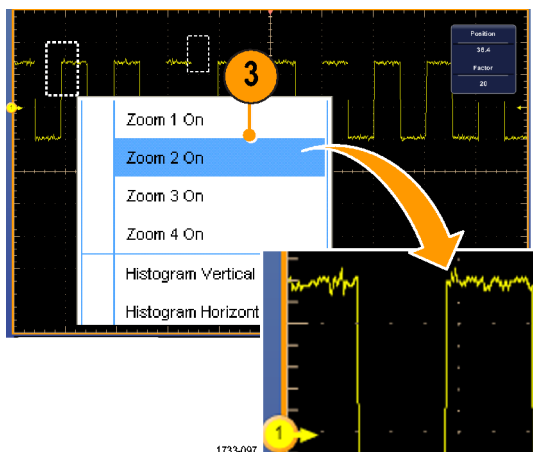 Position
38.4
Factor
20
3
Zoom 1 On
Zoom 2 On
Zoom 3 On
Zoom 4 On
Histogram Vertical
Histogram Horizont
1
1733-097